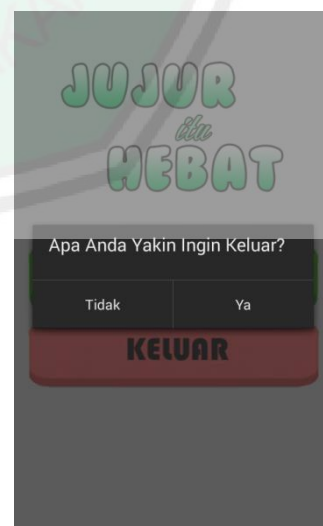 JUJUR
itu
HEBAT
Apa Anda Yakin Ingin Keluar?
Tidak Ya
KELUAR